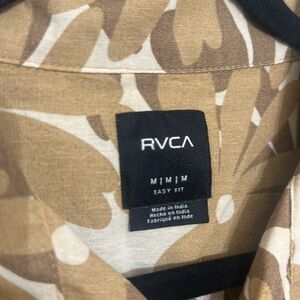 RVCA
M | M | M
EASY FIT
Made in India
Hecho en India
Fabriqué en Inde